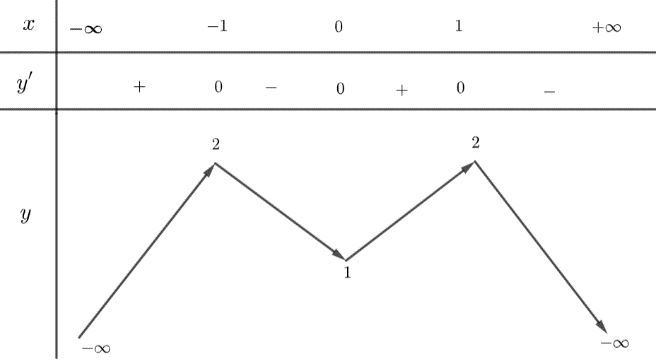 x −∞ −1 0 1 +∞
y′ + 0 − 0 + 0 −
2 2
y
1
−∞ −∞